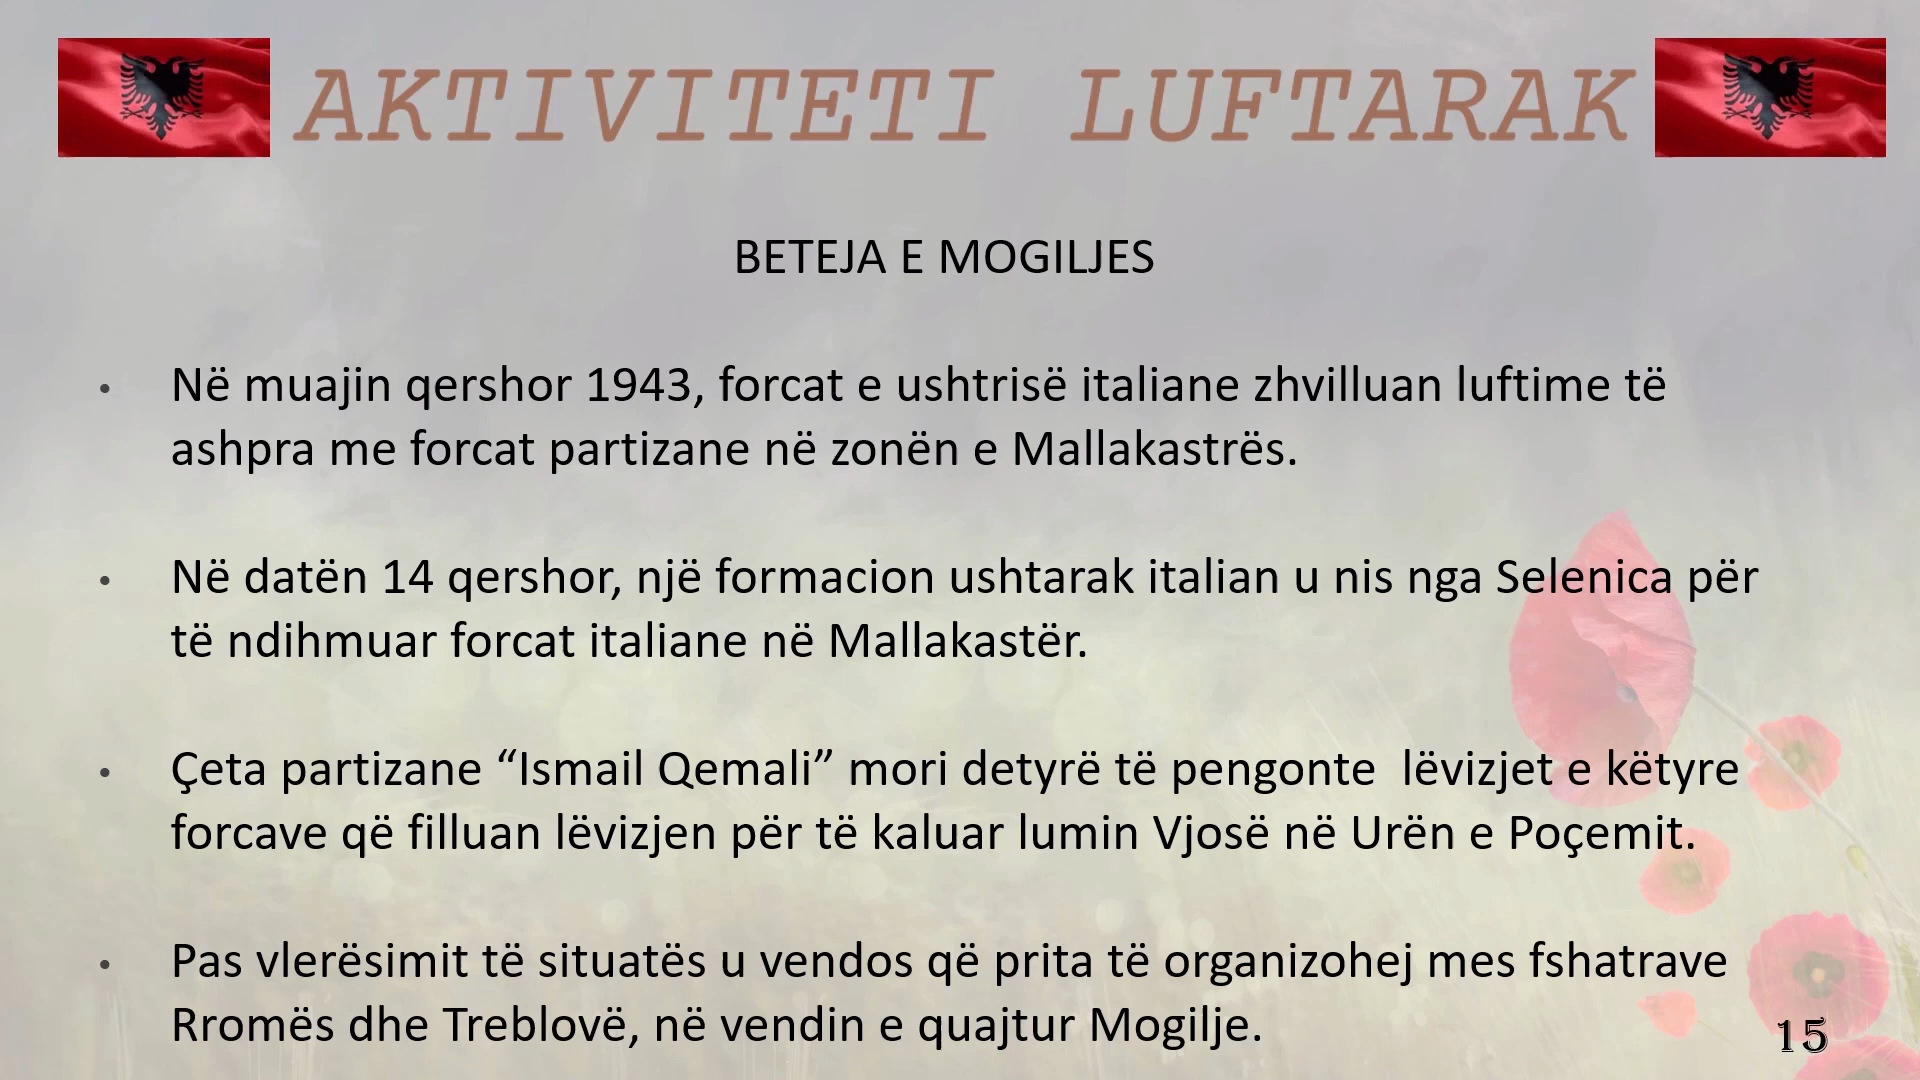 AKTIVITETI LUFTARAK
BETEJA E MOGILJES
• Në muajin qershor 1943, forcat e ushtrisë italiane zhvilluan luftime të
ashpra me forcat partizane në zonën e Mallakastrës.
• Në datën 14 qershor, një formacion ushtarak italian u nis nga Selenica për
të ndihmuar forcat italiane në Mallakastër.
• Çeta partizane “Ismail Qemali” mori detyrë të pengonte  lëvizjet e këtyre
forcave që filluan lëvizjen për të kaluar lumin Vjosë në Urën e Poçemit.
• Pas vlerësimit të situatës u vendos që prita të organizohej mes fshatrave
Rromës dhe Treblovë, në vendin e quajtur Mogilje.
15